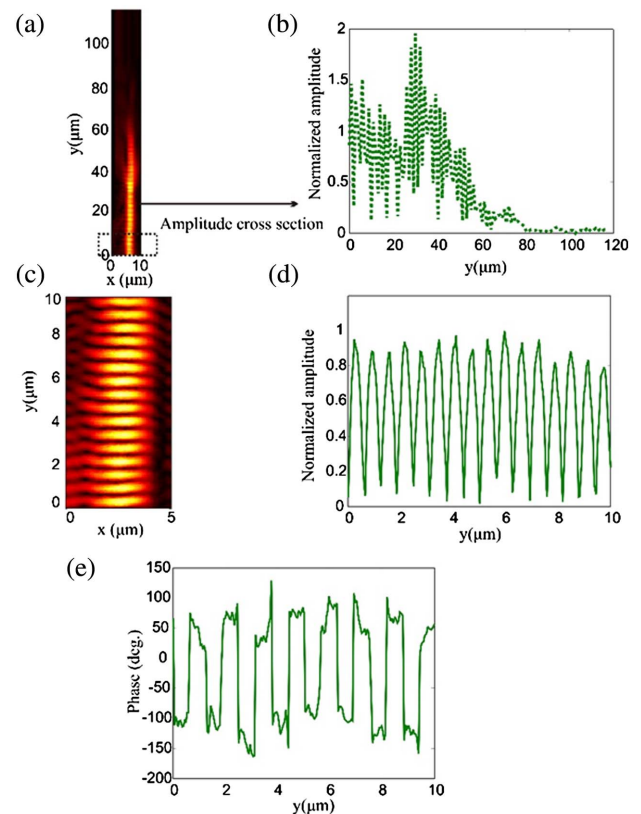 (a)
100
80
60
40
20
0
y(μm)
0 10
x (μm)
Amplitude cross section
(b)
2
1.5
1
0.5
0
Normalized amplitude
0 20 40 60 80 100 120
y(μm)
(c)
10
8
6
4
2
0
y(μm)
0 5
x (μm)
(d)
1
0.8
0.6
0.4
0.2
0
Normalized amplitude
0 2 4 6 8 10
y(μm)
(e)
150
100
50
0
-50
-100
-150
-200
Phase (deg.)
0 2 4 6 8 10
y(μm)